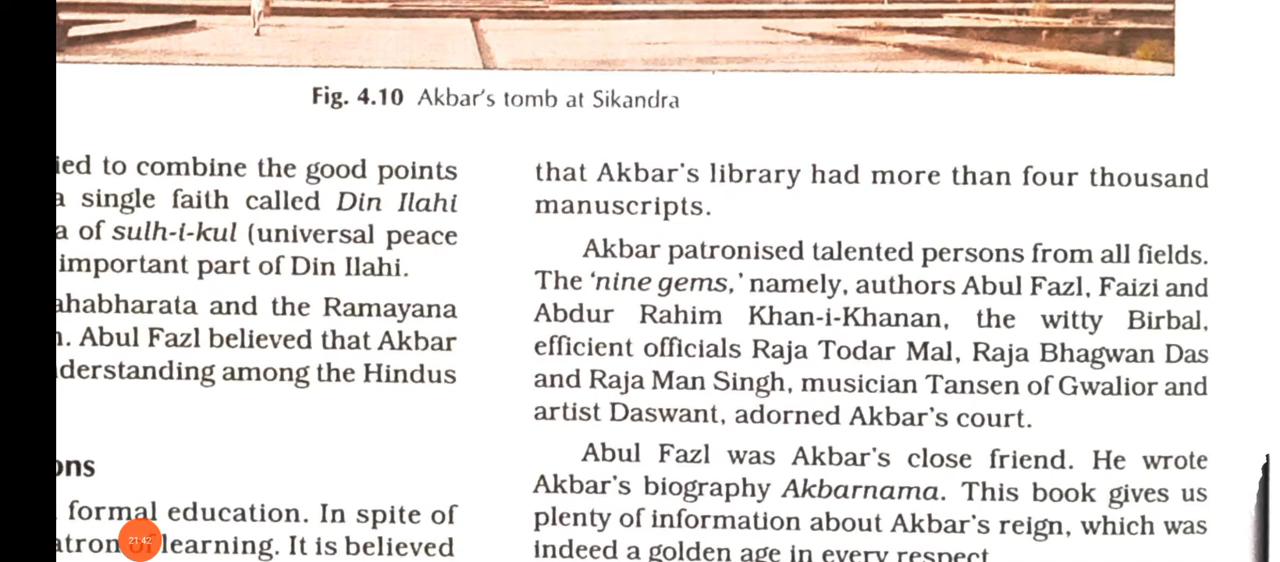 Fig. 4.10 Akbar's tomb at Sikandra
to combine the good points
single faith called Din Ilahi
of sulh-i-kul (universal peace
important part of Din Ilahi.
and the Ramayana
Abul Fazl believed that Akbar
among the Hindus
formal education. In spite of
learning. It is believed
that Akbar's library had more than four thousand
manuscripts.
Akbar patronised talented persons from all fields.
The 'nine gems,' namely, authors Abul Fazl, Faizi and
Abdur Rahim Khan-i-Khanan, the witty Birbal,
efficient officials Raja Todar Mal, Raja Bhagwan Das
and Raja Man Singh, musician Tansen of Gwalior and
artist Daswant, adorned Akbar's court.
Abul Fazl was Akbar's close friend. He wrote
Akbar's biography Akbarnama. This book gives us
plenty of information about Akbar's reign, which was
indeed a golden age in every respect
21:42